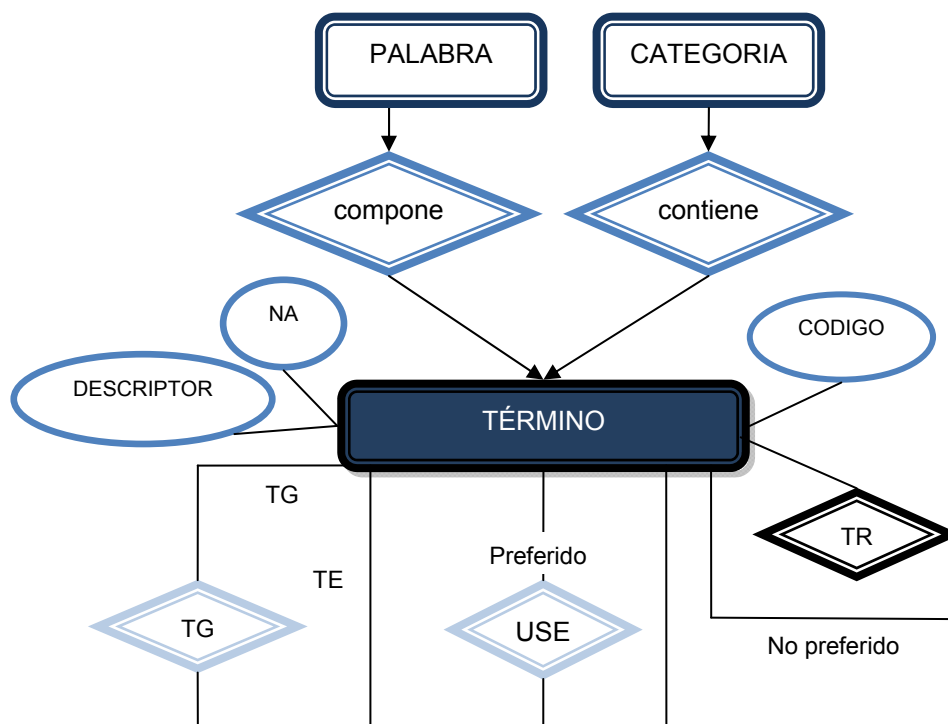 PALABRA
CATEGORIA
compone
contiene
NA
CODIGO
DESCRIPTOR
TÉRMINO
TG
TR
Preferido
TE
TG
USE
No preferido